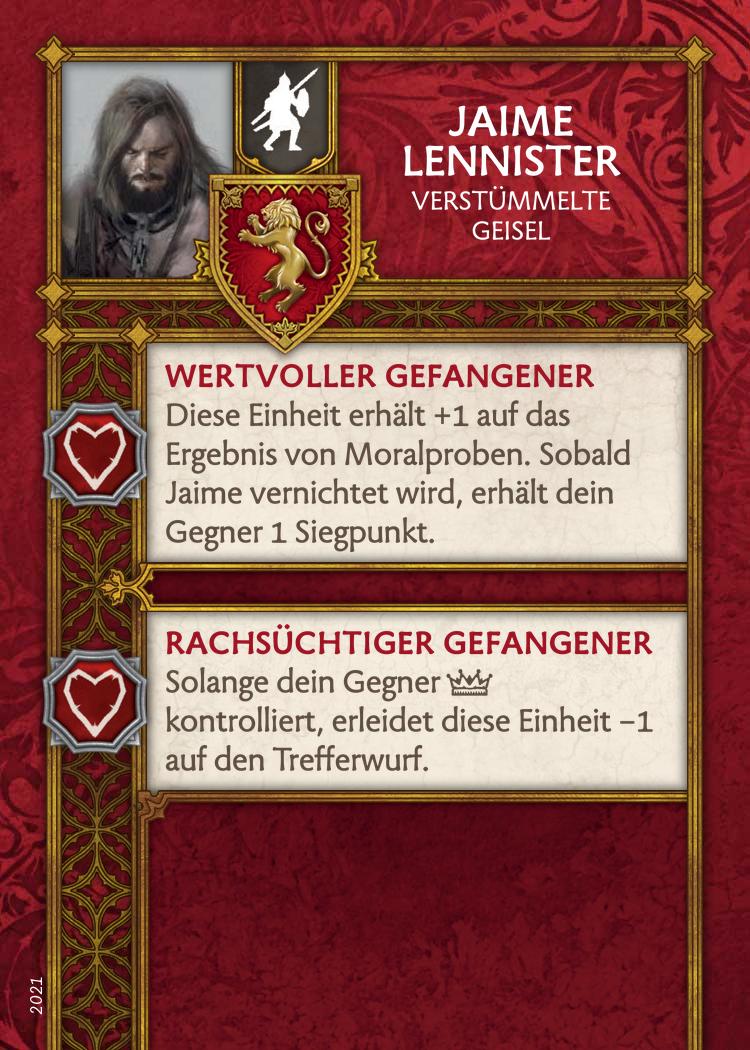 JAIME
LENNISTER
VERSTÜMMELTE
GEISEL
WERTVOLLER GEFANGENER
Diese Einheit erhält +1 auf das
Ergebnis von Moralproben. Sobald
Jaime vernichtet wird, erhält dein
Gegner 1 Siegpunkt.
RACHSÜCHTIGER GEFANGENER
Solange dein Gegner
kontrolliert, erleidet diese Einheit −1
auf den Trefferwurf.
2021